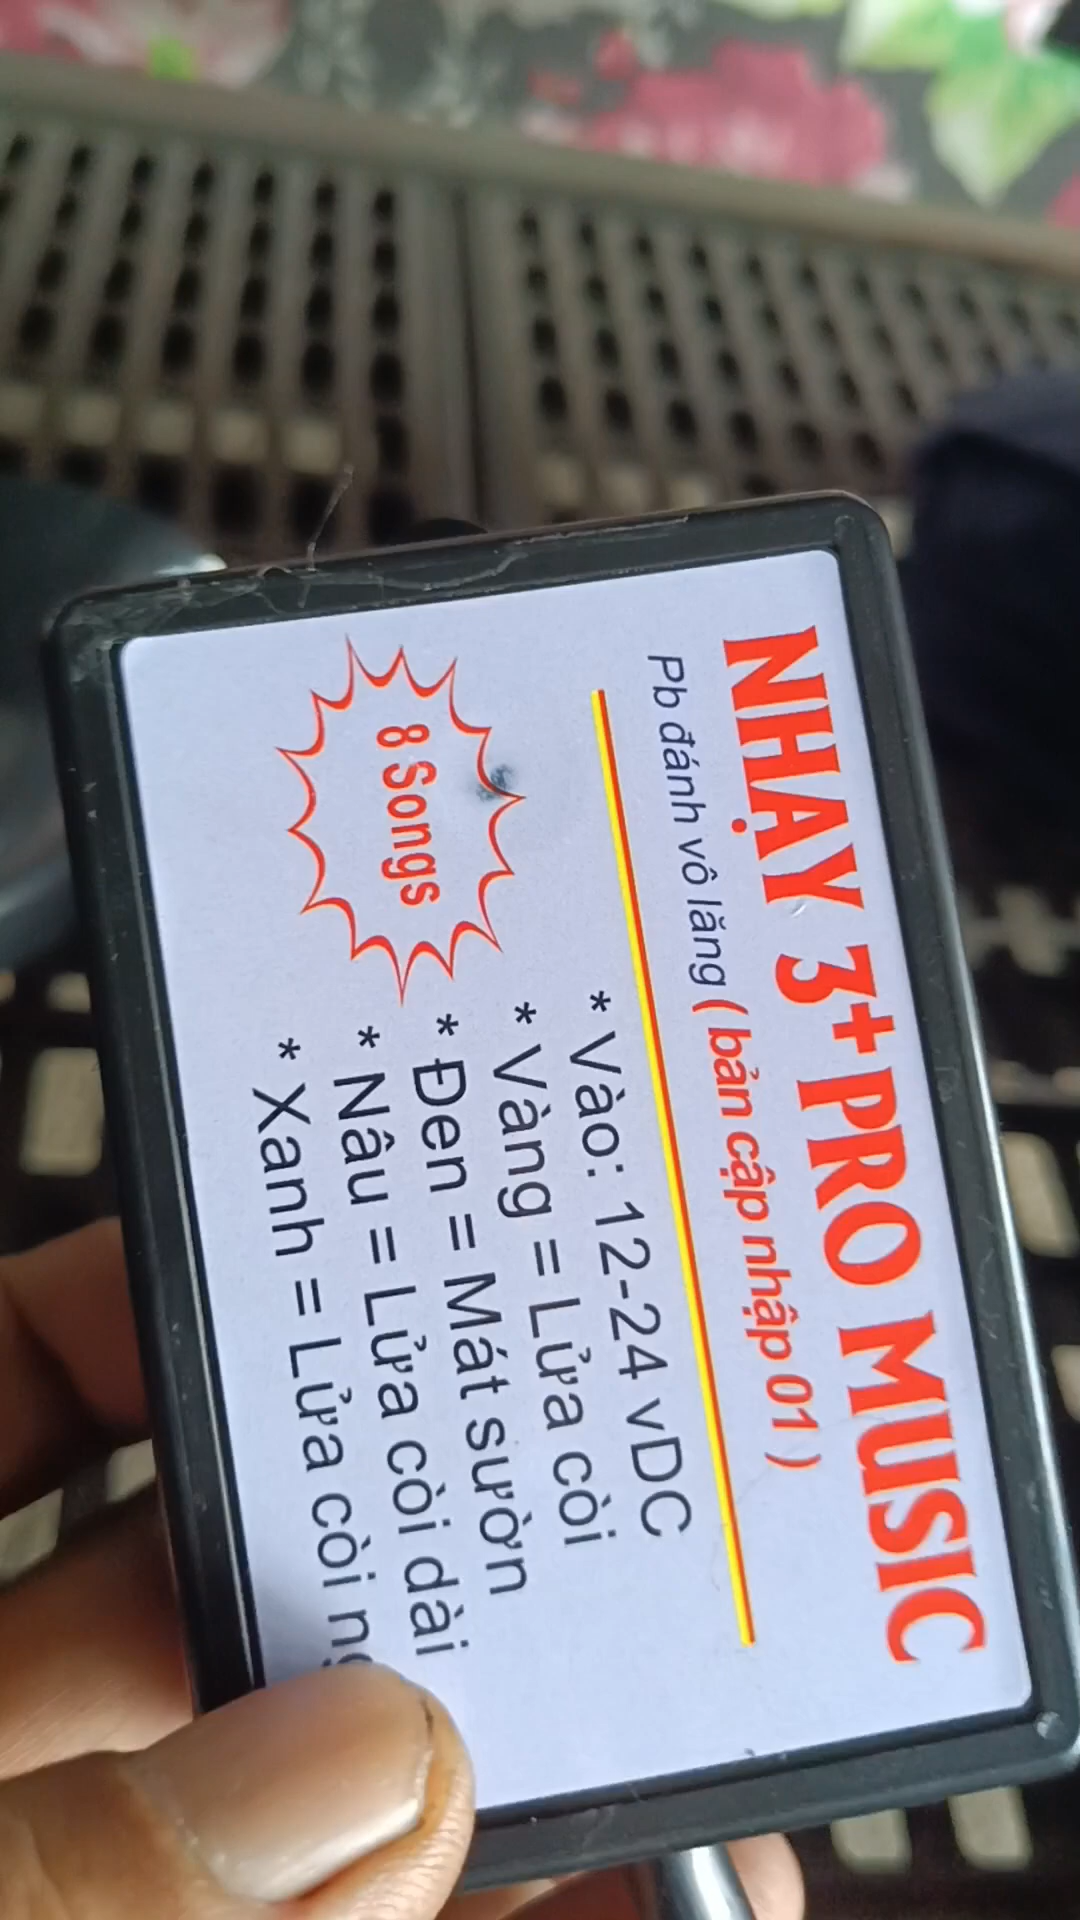 NHẠY 3+ PRO MUSIC
Pb đánh vô lăng ( bản cập nhập 01 )
* Vào: 12-24 vDC
* Vàng = Lửa còi
* Đen = Mát sườn
* Nâu = Lửa còi dài
* Xanh = Lửa còi
8 Songs